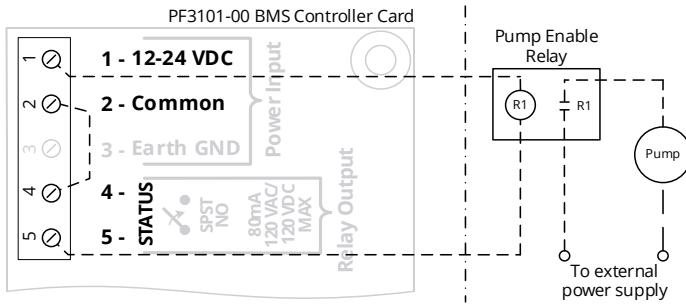 PF3101-00 BMS Controller Card
1 - 12-24 VDC
2 - Common
3 - Earth GND
4 -
5 -
STATUS
SPST
NO
80mA
120 VAC/
120 VDC
MAX
Power Input
Relay Output
1
2
3
4
5
Pump Enable
Relay
R1
R1
Pump
To external
power supply